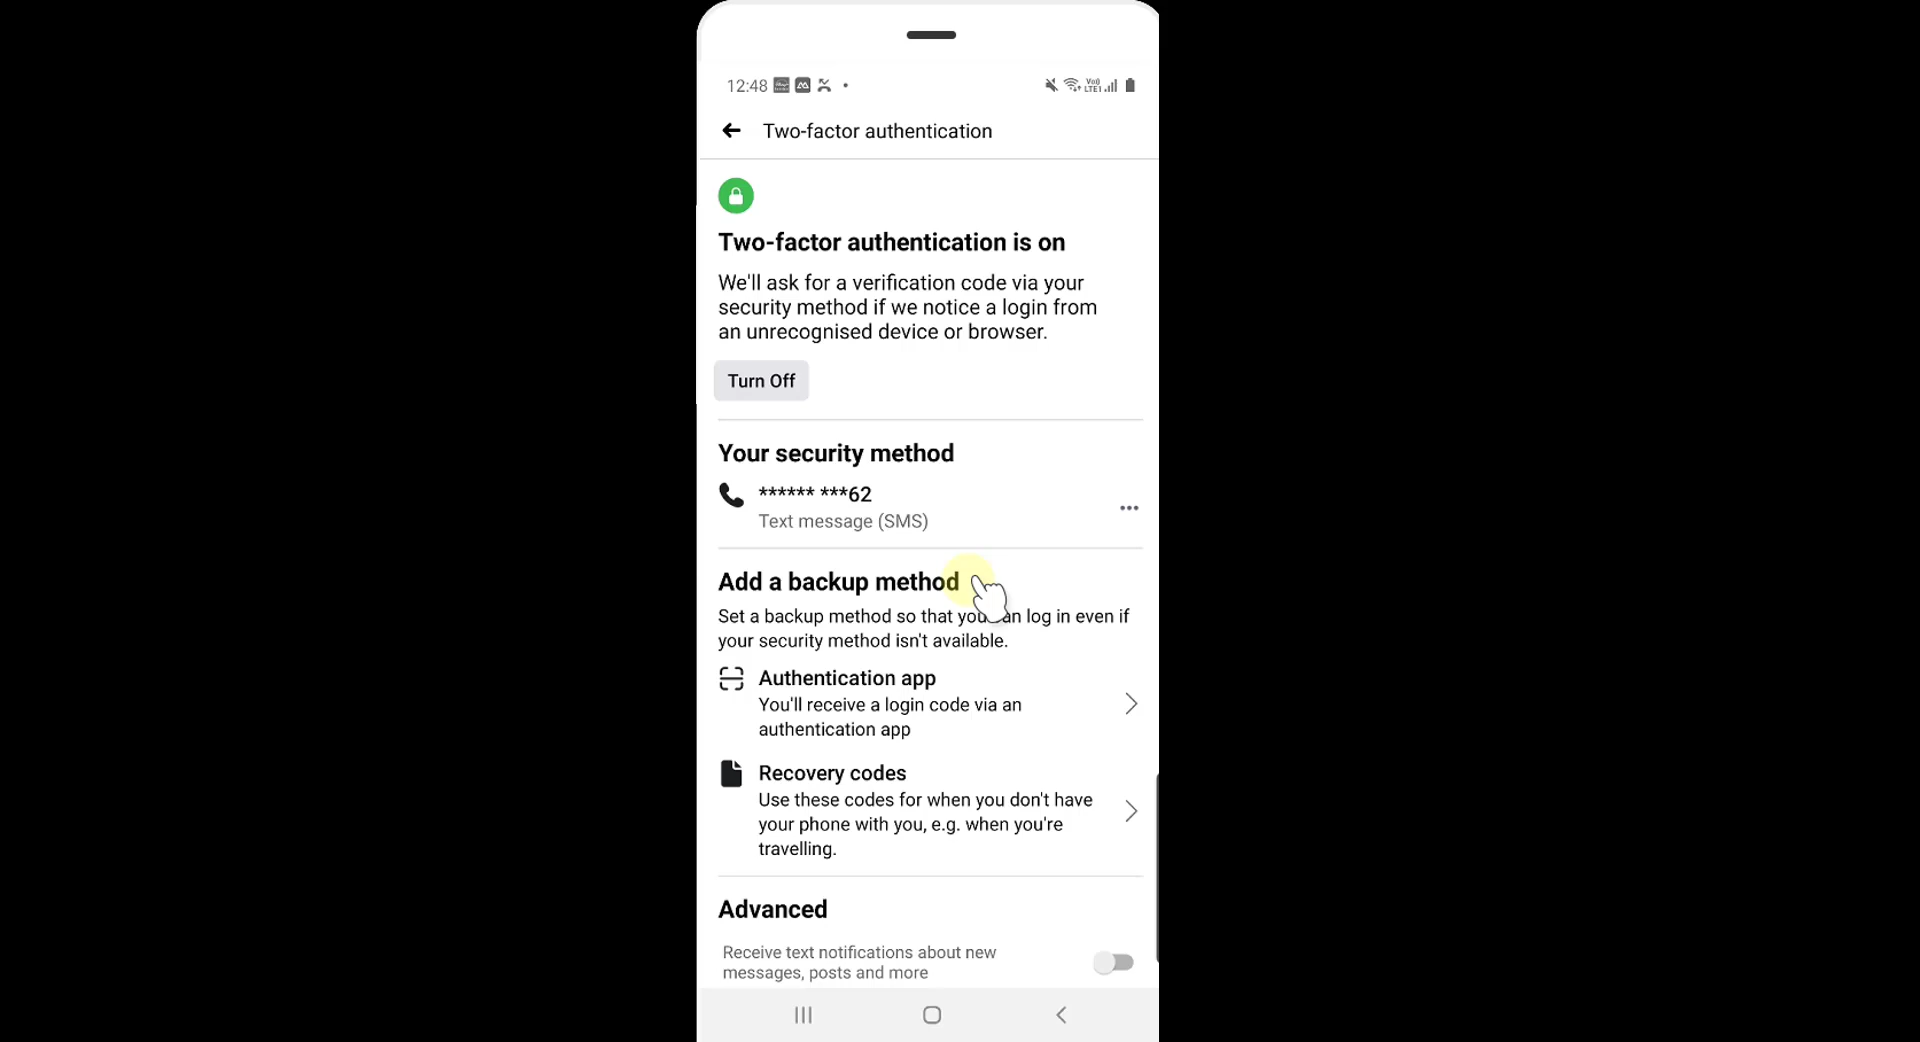 12:48
Two-factor authentication
Two-factor authentication is on
We'll ask for a verification code via your
security method if we notice a login from
an unrecognised device or browser.
Turn Off
Your security method
****** ***62
Text message (SMS)
Add a backup method
Set a backup method so that you can log in even if
your security method isn't available.
Authentication app
You'll receive a login code via an
authentication app
Recovery codes
Use these codes for when you don't have
your phone with you, e.g. when you're
travelling.
Advanced
Receive text notifications about new
messages, posts and more